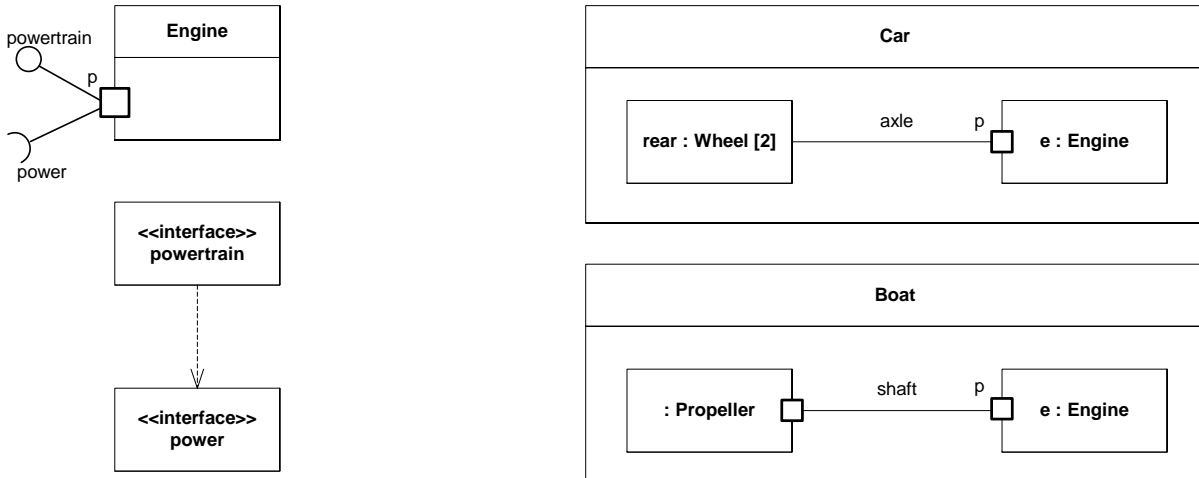 powertrain
Engine
p
power
<<interface>>
powertrain
<<interface>>
power
Car
rear : Wheel [2]
axle
p
e : Engine
Boat
: Propeller
shaft
p
e : Engine